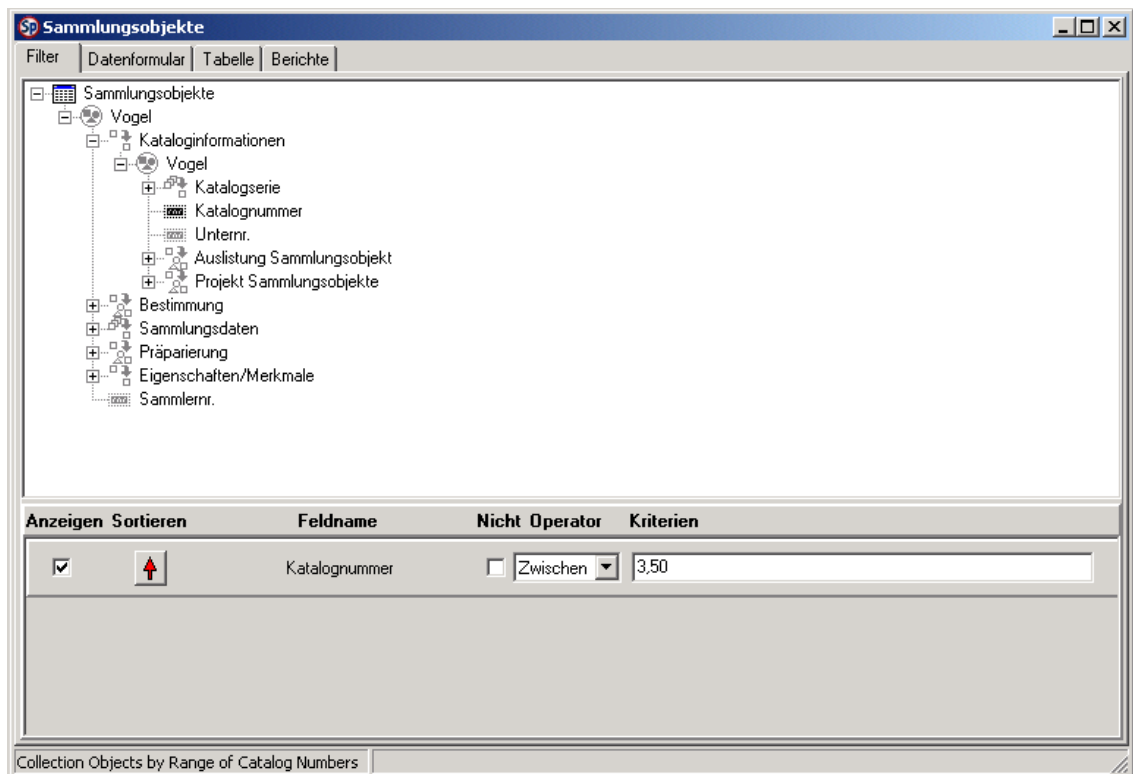 Sammlungsobjekte
Filter Datenformular Tabelle Berichte
Sammlungsobjekte
Vogel
Kataloginformationen
Vogel
Katalogserie
Katalognummer
Unternr.
Auslistung Sammlungsobjekt
Projekt Sammlungsobjekte
Bestimmung
Sammlungsdaten
Präparierung
Eigenschaften/Merkmale
Sammlernr.
Anzeigen Sortieren Feldname Nicht Operator Kriterien
Katalognummer Zwischen 3,50
Collection Objects by Range of Catalog Numbers